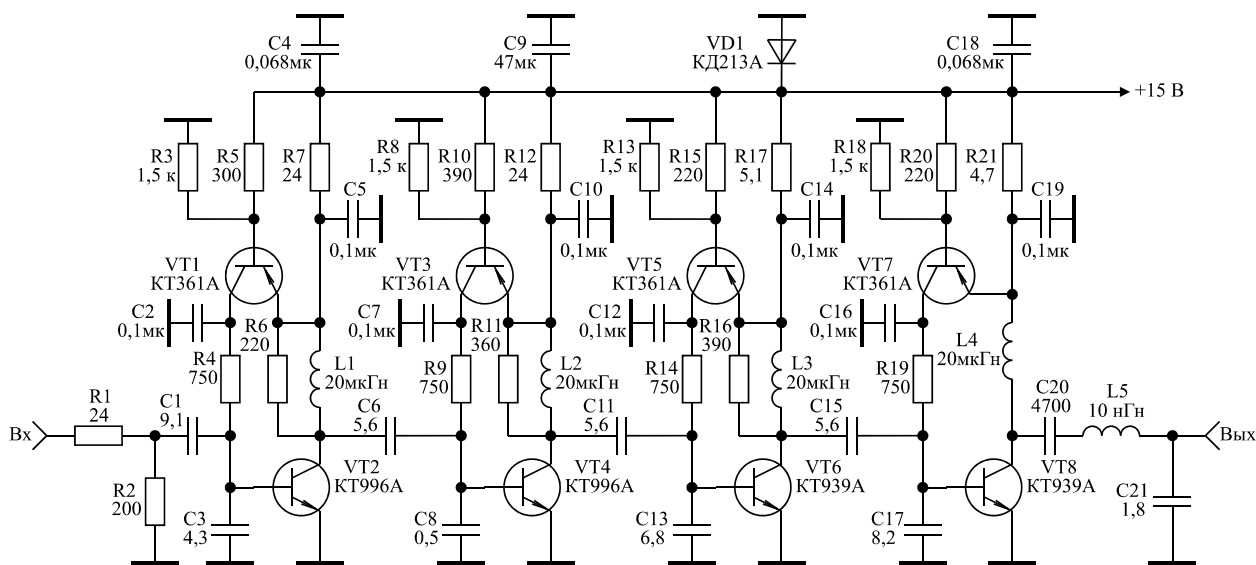 C4
0,068мк
C9
47мк
VD1
КД213А
C18
0,068мк
+15 В
R3
1,5 к
R5
300
R7
24
C5
0,1мк
R8
1,5 к
R10
390
R12
24
C10
0,1мк
R13
1,5 к
R15
220
R17
5,1
C14
0,1мк
R18
1,5 к
R20
220
R21
4,7
C19
0,1мк
VT1
КТ361А
VT3
КТ361А
VT5
КТ361А
VT7
КТ361А
C2
0,1мк
R6
220
C7
0,1мк
R11
360
C12
0,1мк
R16
390
C16
0,1мк
R4
750
L1
20мкГн
R9
750
L2
20мкГн
R14
750
L3
20мкГн
R19
750
L4
20мкГн
Вх
R1
24
C1
9,1
C6
5,6
C11
5,6
C15
5,6
C20
4700
L5
10 нГн
Вых
R2
200
C3
4,3
VT2
КТ996А
C8
0,5
VT4
КТ996А
C13
6,8
VT6
КТ939А
C17
8,2
VT8
КТ939А
C21
1,8